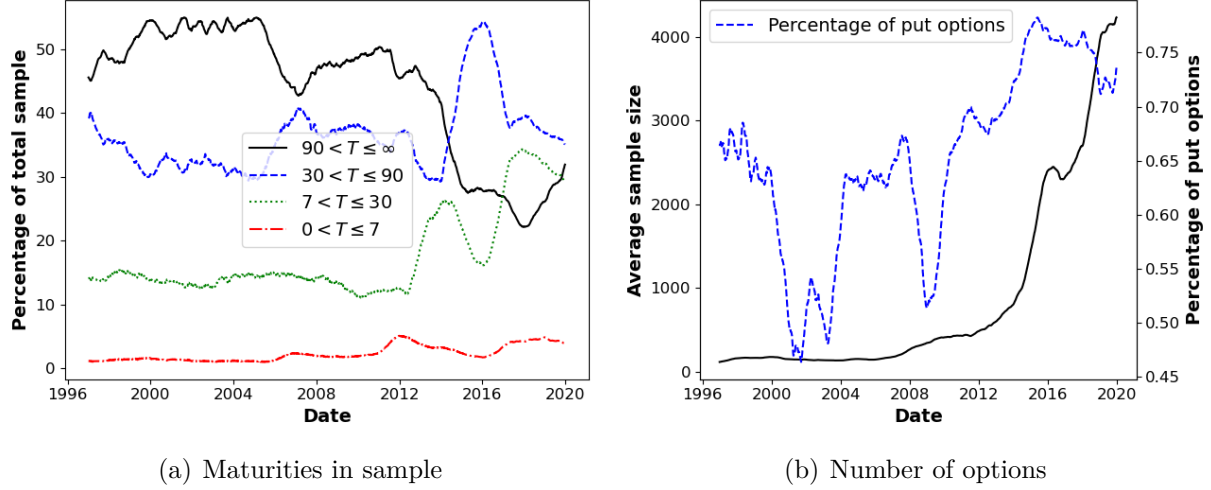 Percentage of total sample
50
40
30
20
10
0
90 < T ≤ ∞
30 < T ≤ 90
7 < T ≤ 30
0 < T ≤ 7
1996 2000 2004 2008 2012 2016 2020
Date
(a) Maturities in sample
Average sample size
4000
3000
2000
1000
0
Percentage of put options
0.75
0.70
0.65
0.60
0.55
0.50
0.45
Percentage of put options
1996 2000 2004 2008 2012 2016 2020
Date
(b) Number of options